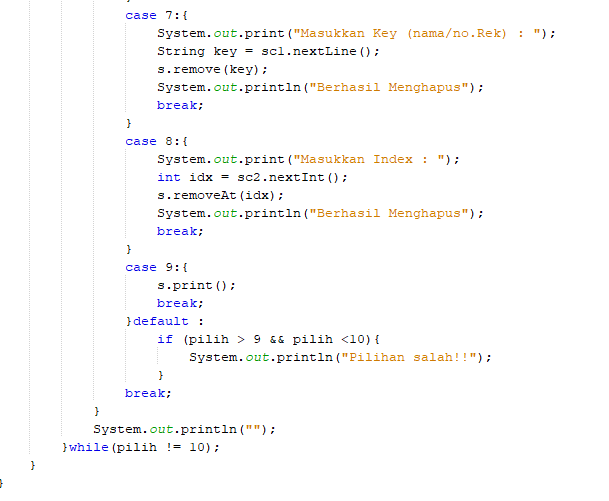 case 7:{
System.out.print("Masukkan Key (nama/no.Rek) : ");
String key = sc1.nextLine();
s.remove(key);
System.out.println("Berhasil Menghapus");
break;
}
case 8:{
System.out.print("Masukkan Index : ");
int idx = sc2.nextInt();
s.removeAt(idx);
System.out.println("Berhasil Menghapus");
break;
}
case 9:{
s.print();
break;
}default :
if (pilih > 9 && pilih <10){
System.out.println("Pilihan salah!!");
}
break;
}
System.out.println("");
}while(pilih != 10);
}
}